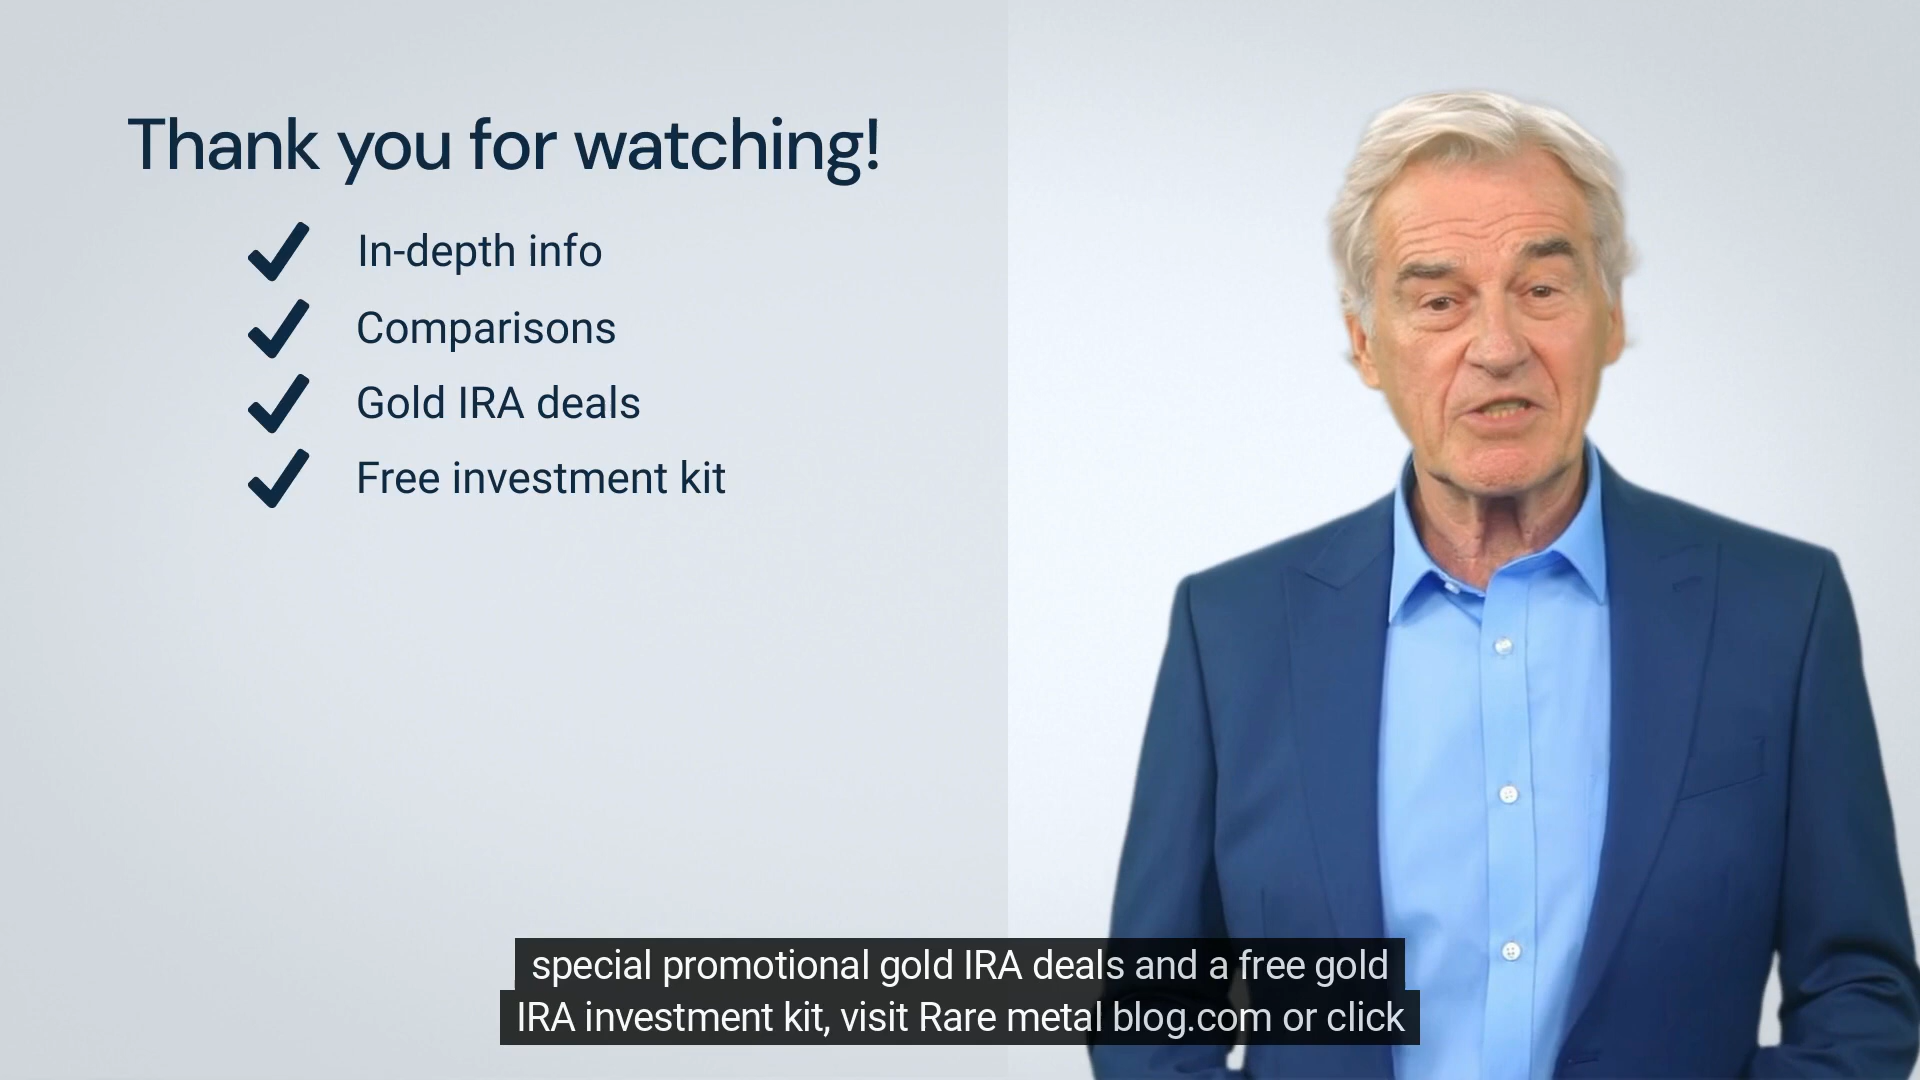 Thank you for watching!
In-depth info
Comparisons
Gold IRA deals
Free investment kit
special promotional gold IRA deals and a free gold
IRA investment kit, visit Rare metal blog.com or click